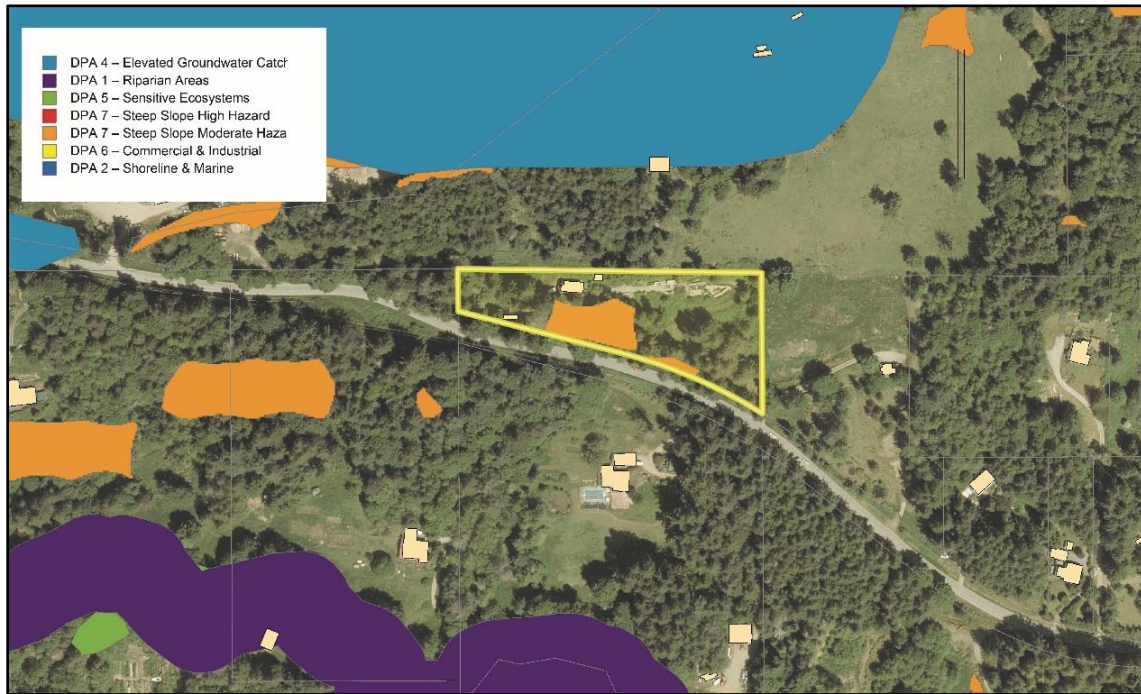 DPA 4 – Elevated Groundwater Catch
DPA 1 – Riparian Areas
DPA 5 – Sensitive Ecosystems
DPA 7 – Steep Slope High Hazard
DPA 7 – Steep Slope Moderate Haza
DPA 6 – Commercial & Industrial
DPA 2 – Shoreline & Marine